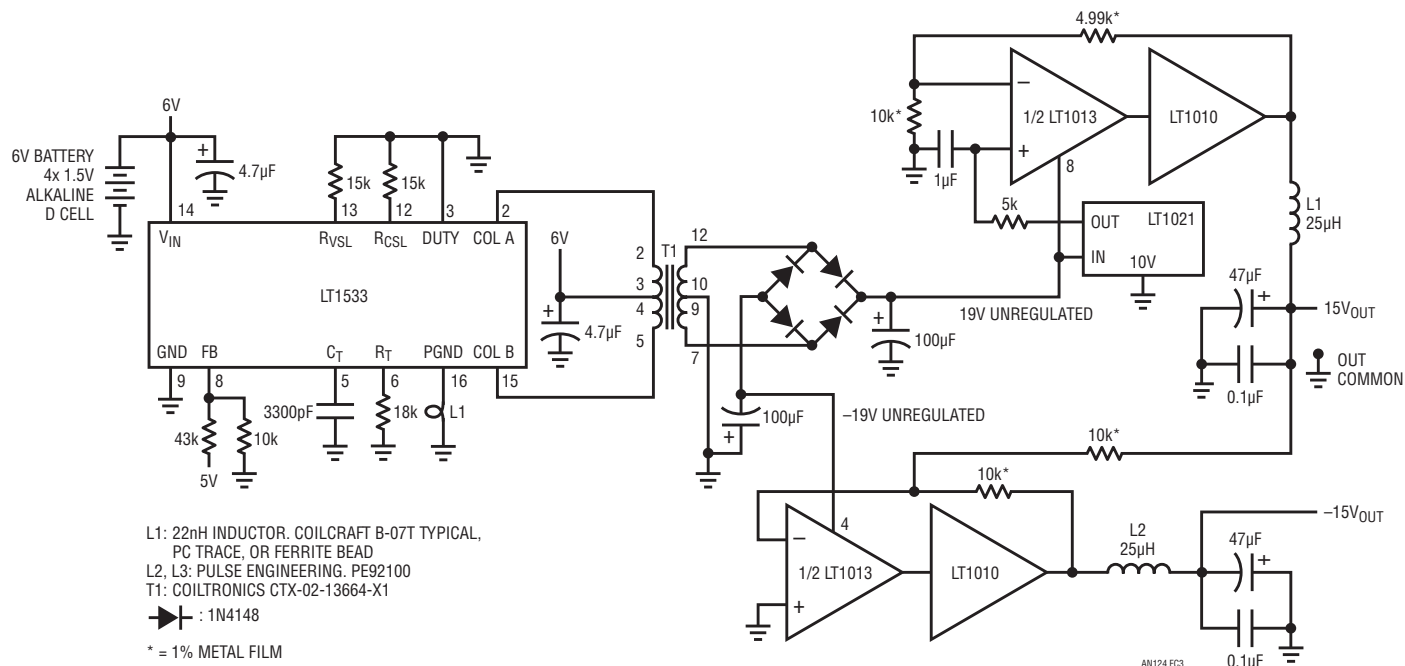 6V
6V BATTERY
4x 1.5V
ALKALINE
D CELL
+
4.7µF
15k
15k
14
13
12
3
2
VIN
RVSL
RCSL
DUTY
COL A
LT1533
GND
FB
CT
RT
PGND
COL B
9
8
5
6
16
15
43k
10k
5V
3300pF
18k
L1
6V
+
4.7µF
T1
2
3
4
5
12
10
9
7
+
100µF
19V UNREGULATED
100µF
+
–19V UNREGULATED
4.99k*
10k*
1µF
–
+
1/2 LT1013
8
LT1010
5k
OUT
IN
LT1021
10V
L1
25µH
47µF
+
15VOUT
0.1µF
OUT
COMMON
10k*
10k*
–
+
4
1/2 LT1013
LT1010
L2
25µH
–15VOUT
47µF
+
0.1µF
L1: 22nH INDUCTOR. COILCRAFT B-07T TYPICAL,
PC TRACE, OR FERRITE BEAD
L2, L3: PULSE ENGINEERING. PE92100
T1: COILTRONICS CTX-02-13664-X1
: 1N4148
* = 1% METAL FILM
AN124 FC3